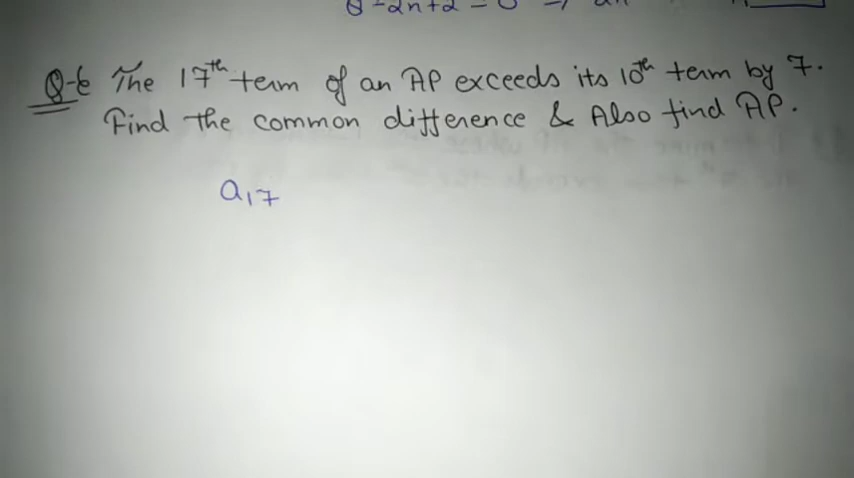 Q-6 The 17th term of an AP exceeds its 10th term by 7.
Find the common difference & Also find AP.
a17